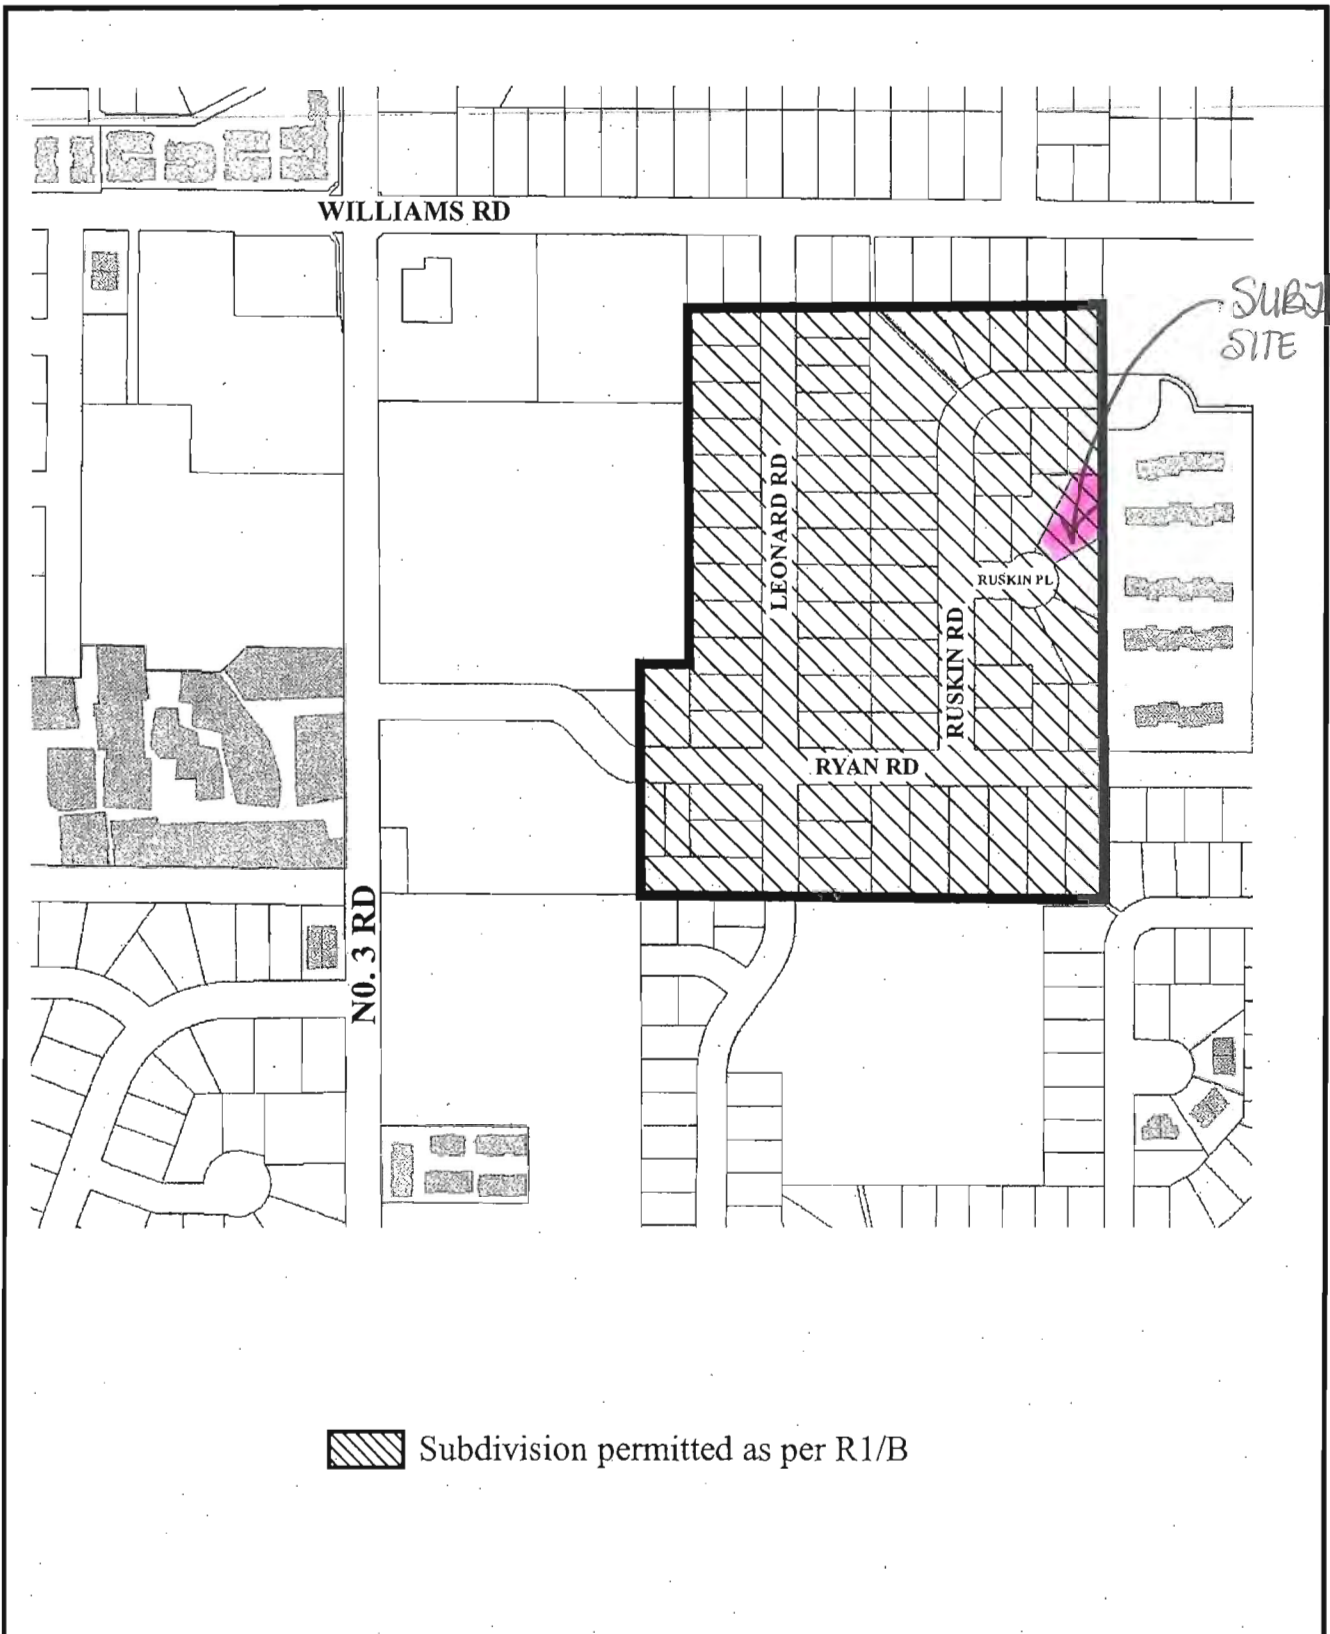 WILLIAMS RD
SUBJ
SITE
LEONARD RD
RUSKIN PL
RUSKIN RD
RYAN RD
N0. 3 RD
Subdivision permitted as per R1/B